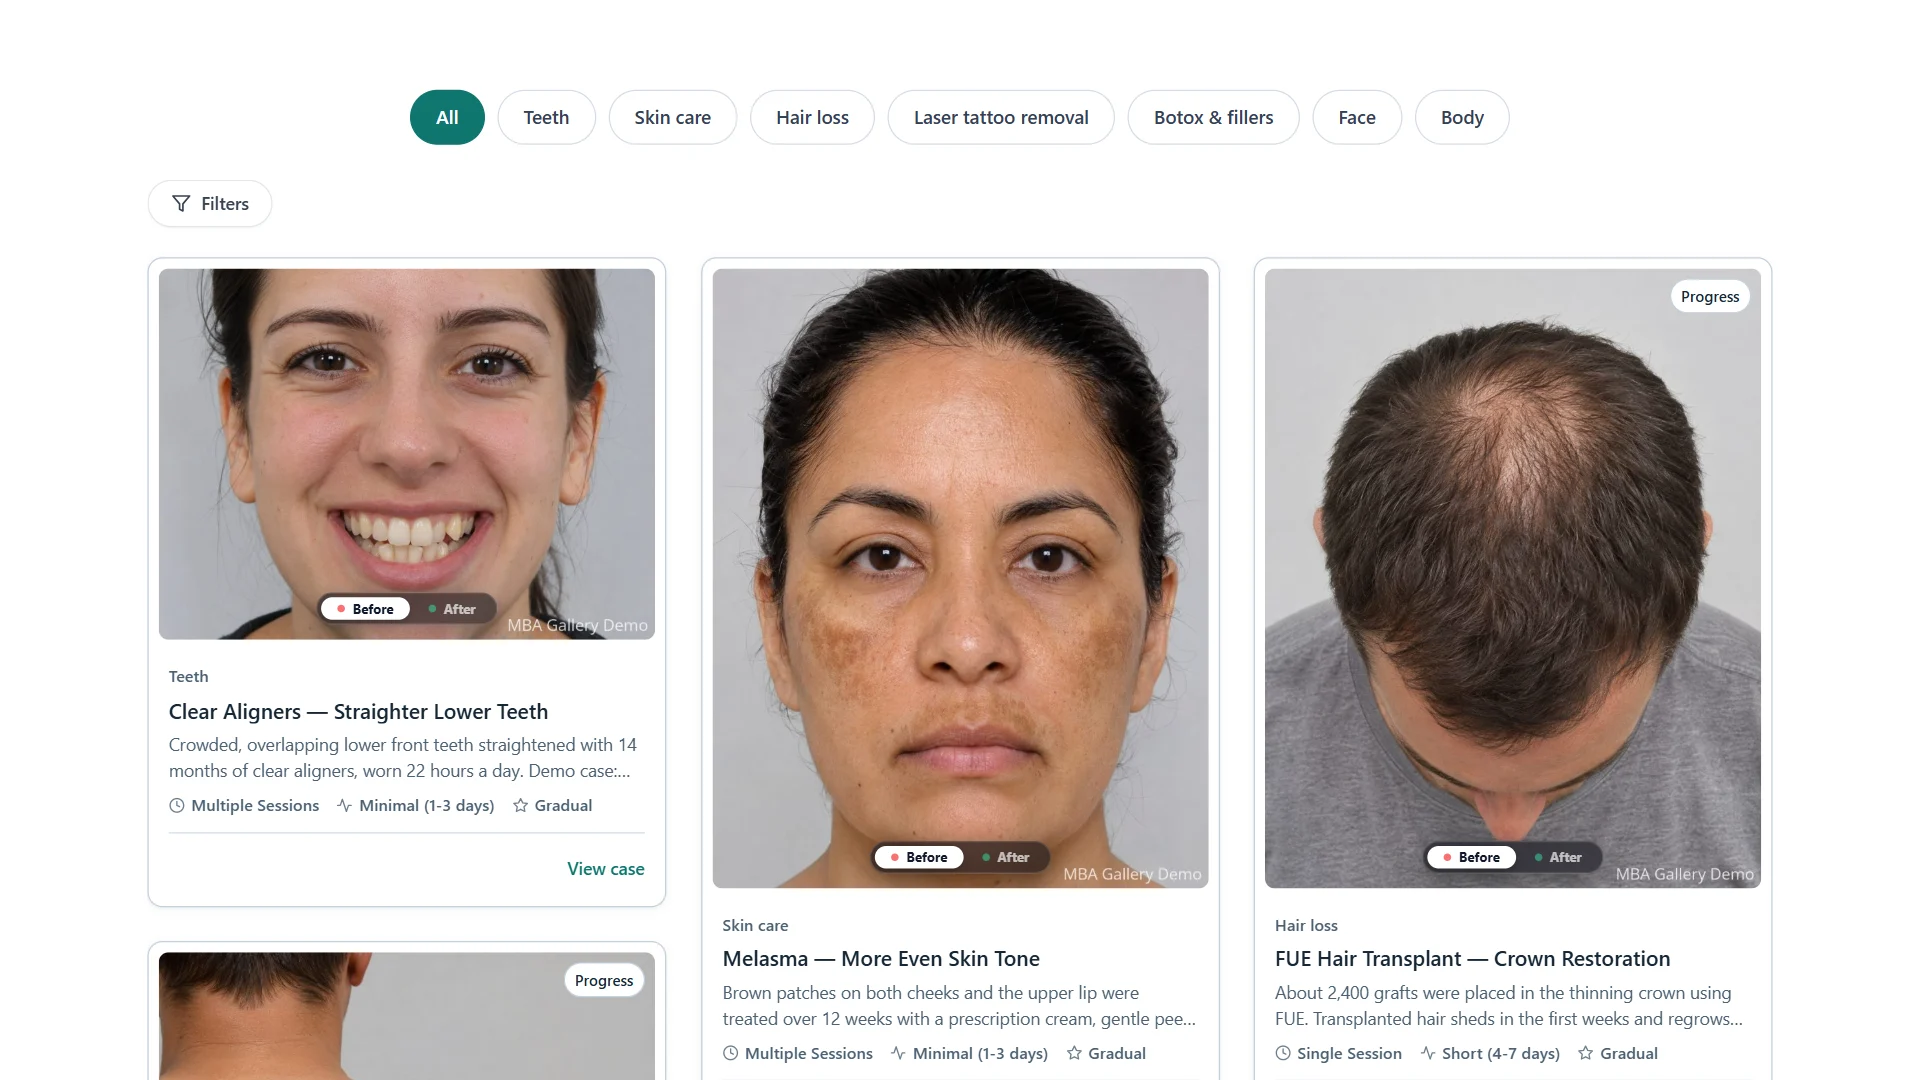 All
Teeth
Skin care
Hair loss
Laser tattoo removal
Botox & fillers
Face
Body
Filters
Before
After
MBA Gallery Demo
Teeth
Clear Aligners — Straighter Lower Teeth
Crowded, overlapping lower front teeth straightened with 14
months of clear aligners, worn 22 hours a day. Demo case:...
Multiple Sessions
Minimal (1-3 days)
Gradual
View case
Progress
Before
After
MBA Gallery Demo
Skin care
Melasma — More Even Skin Tone
Brown patches on both cheeks and the upper lip were
treated over 12 weeks with a prescription cream, gentle pee...
Multiple Sessions
Minimal (1-3 days)
Gradual
Progress
Before
After
MBA Gallery Demo
Hair loss
FUE Hair Transplant — Crown Restoration
About 2,400 grafts were placed in the thinning crown using
FUE. Transplanted hair sheds in the first weeks and regrows...
Single Session
Short (4-7 days)
Gradual